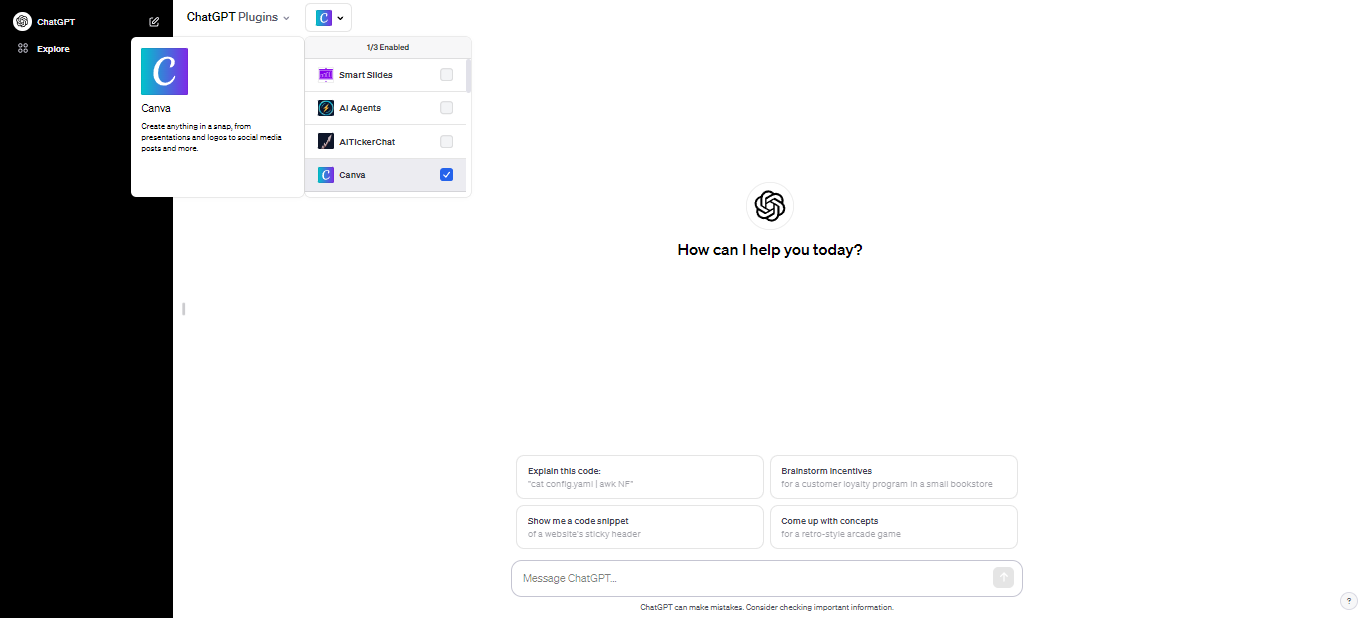 ChatGPT
Explore
ChatGPT Plugins
C
C
Canva
Create anything in a snap, from
presentations and logos to social media
posts and more.
1/3 Enabled
Smart Slides
AI Agents
AITickerChat
C
Canva
How can I help you today?
Explain this code:
"cat config.yaml | awk NF"
Brainstorm incentives
for a customer loyalty program in a small bookstore
Show me a code snippet
of a website's sticky header
Come up with concepts
for a retro-style arcade game
Message ChatGPT...
ChatGPT can make mistakes. Consider checking important information.
?